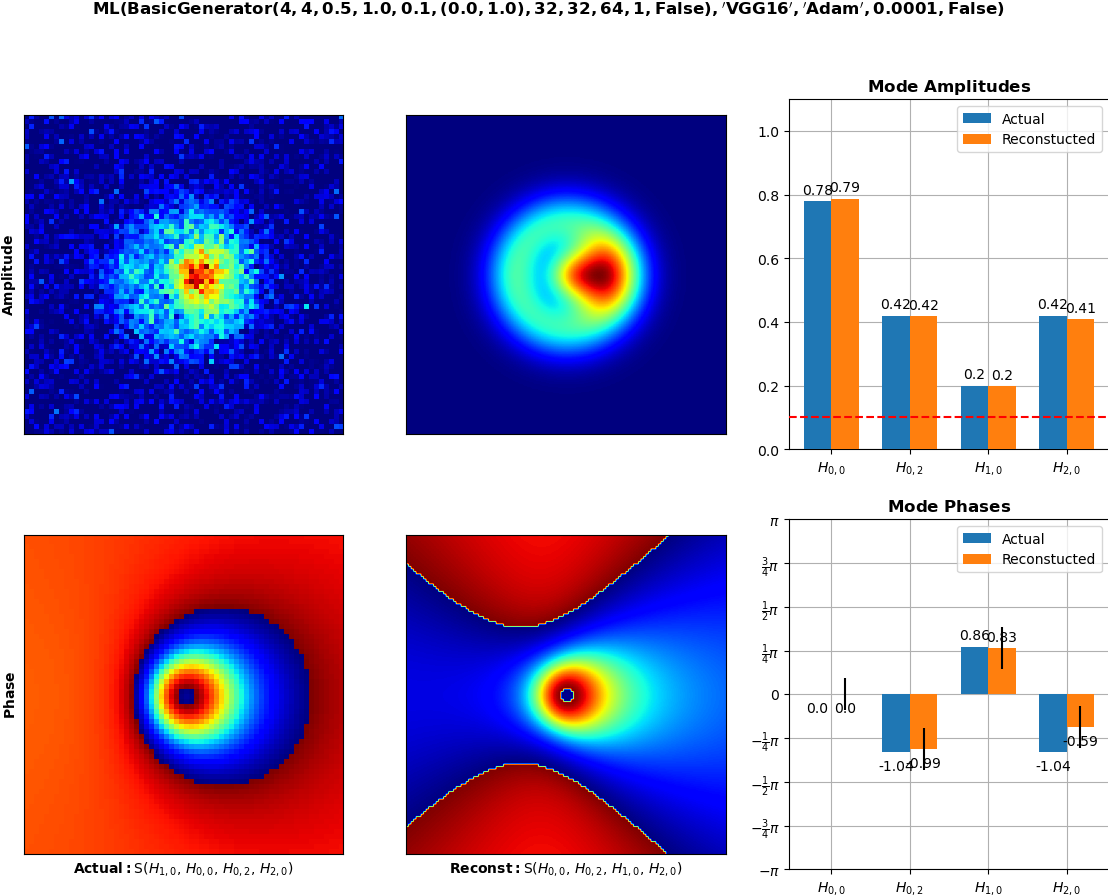 ML(BasicGenerator(4, 4, 0.5, 1.0, 0.1, (0.0, 1.0), 32, 32, 64, 1, False), ′VGG16′, ′Adam′, 0.0001, False)
Amplitude
Mode Amplitudes
Actual
Reconstucted
1.0
0.8
0.6
0.4
0.2
0.0
0.78
0.79
0.42
0.42
0.2
0.2
0.42
0.41
H0,0
H0,2
H1,0
H2,0
Phase
Actual: S(H1,0, H0,0, H0,2, H2,0)
Reconst: S(H0,0, H0,2, H1,0, H2,0)
Mode Phases
Actual
Reconstucted
π
3/4π
1/2π
1/4π
0
−1/4π
−1/2π
−3/4π
−π
0.0
0.0
-1.04
-0.99
0.86
0.83
-1.04
-0.59
H0,0
H0,2
H1,0
H2,0